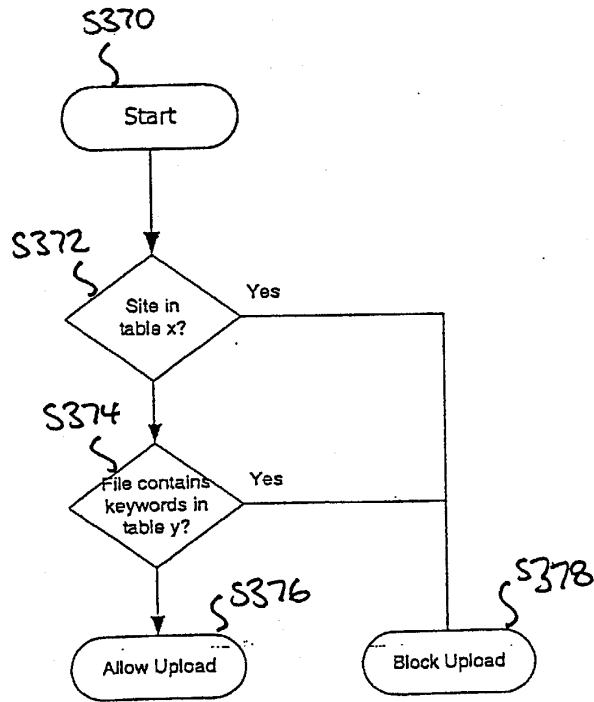 S370
Start
S372
Site in
table x?
Yes
S374
File contains
keywords in
table y?
Yes
S376
Allow Upload
S378
Block Upload